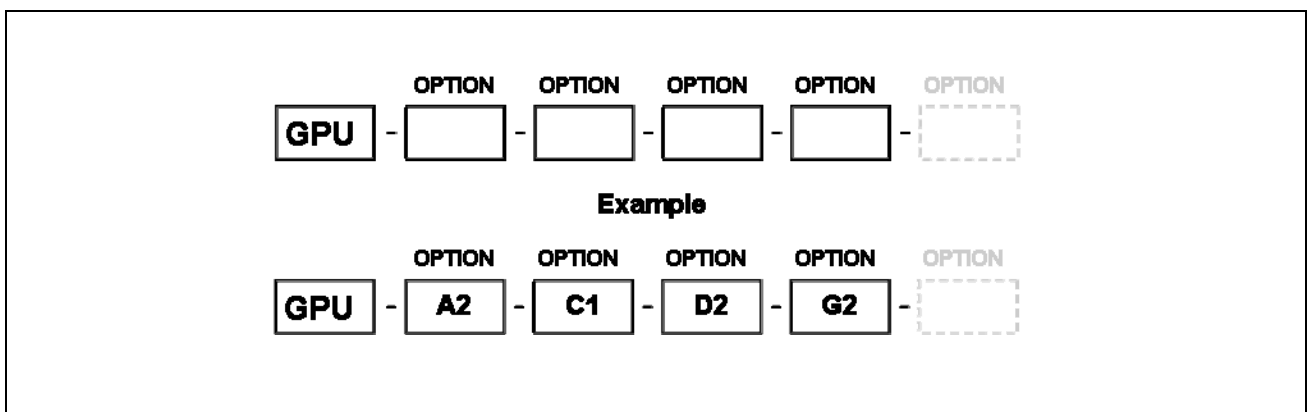 OPTION OPTION OPTION OPTION OPTION
GPU - - - - -
Example
OPTION OPTION OPTION OPTION OPTION
GPU - A2 - C1 - D2 - G2 -